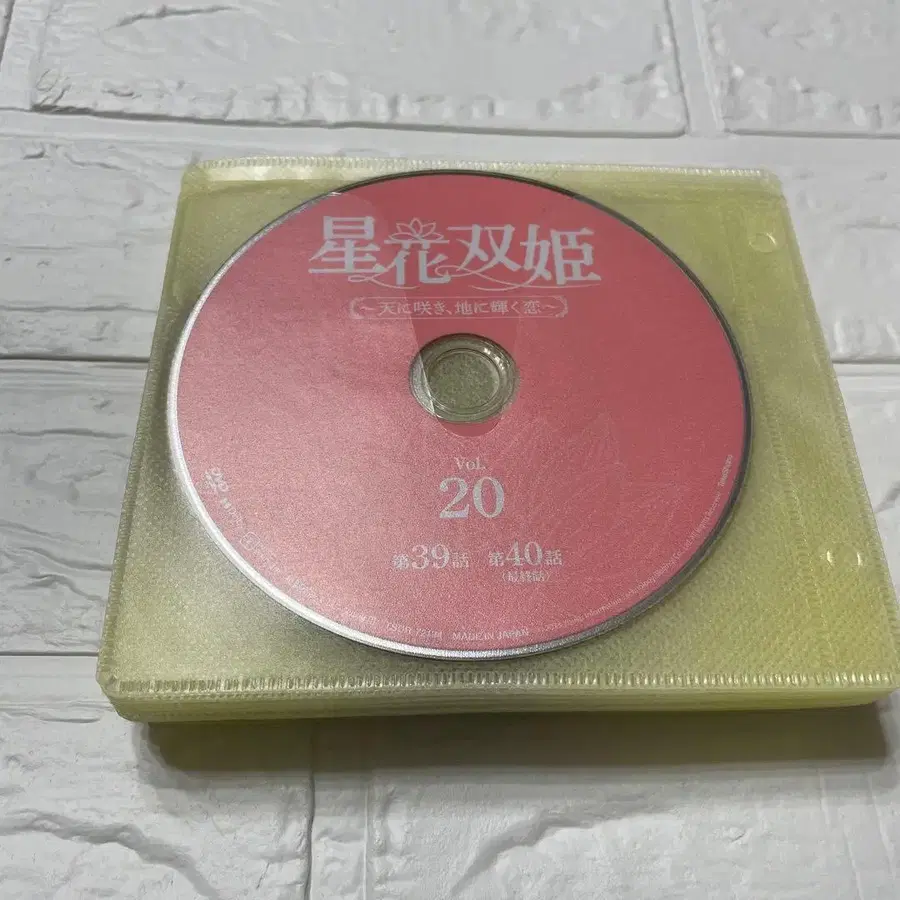 星花双姫
～天に咲き、地に輝く恋～
Vol.
20
第39話 第40話
(最終話)
DVD
MADE IN JAPAN